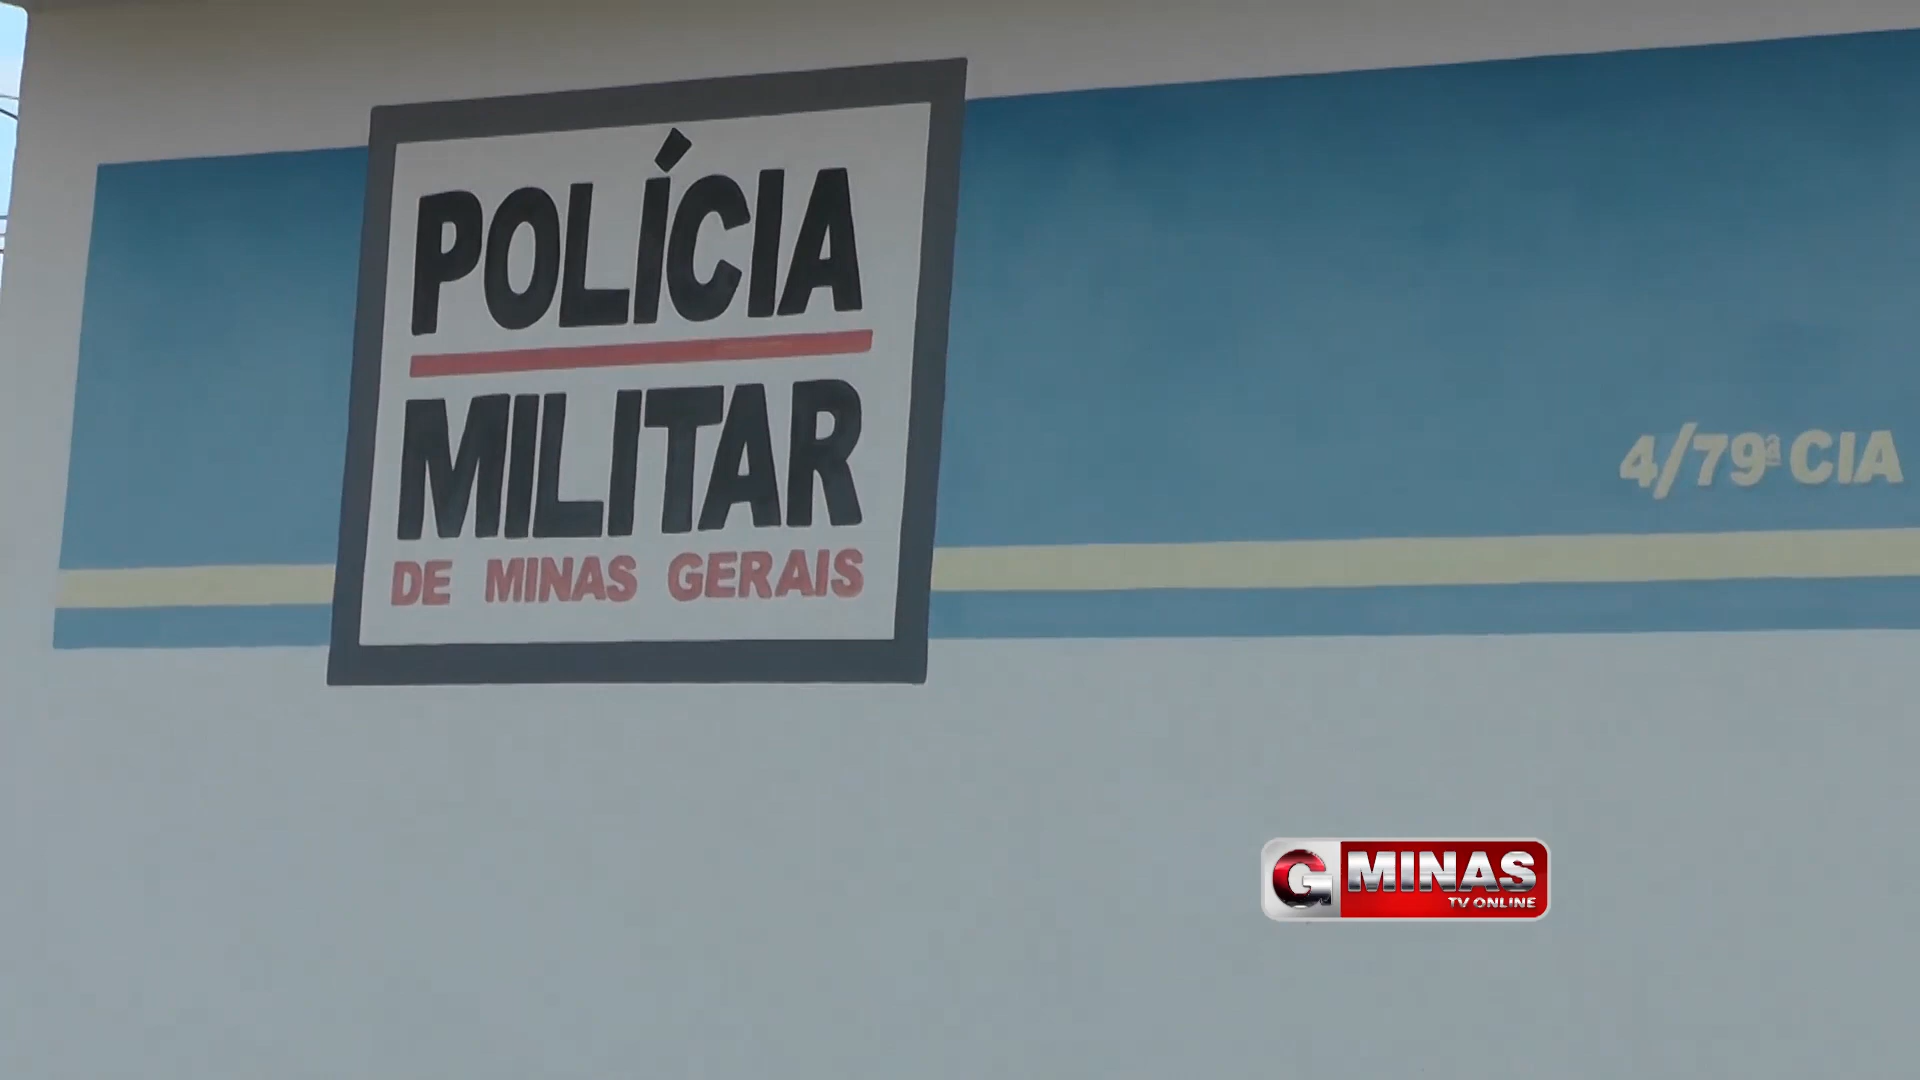 POLÍCIA
MILITAR
DE MINAS GERAIS
4/79ª CIA
G MINAS
TV ONLINE